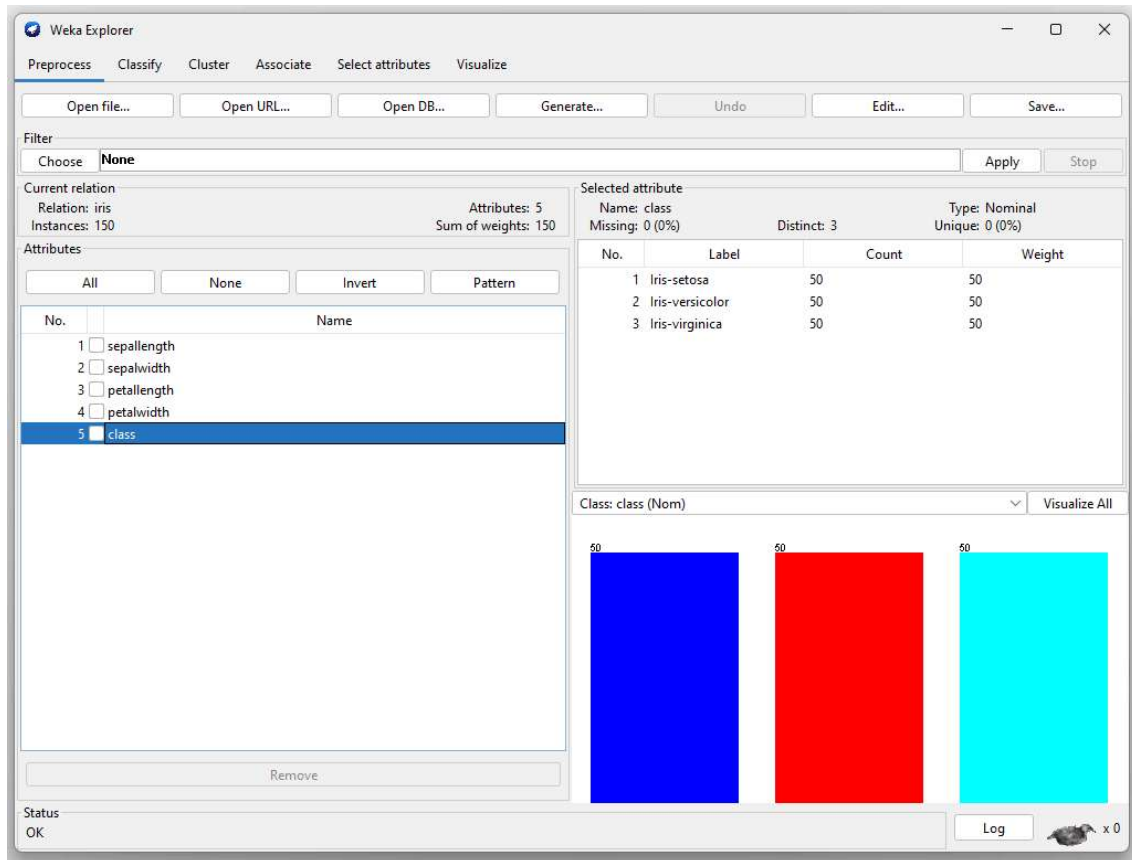 Weka Explorer
Preprocess Classify Cluster Associate Select attributes Visualize
Open file... Open URL... Open DB... Generate... Undo Edit... Save...
Filter
Choose None Apply Stop
Current relation
Relation: iris Attributes: 5
Instances: 150 Sum of weights: 150
Attributes
All None Invert Pattern
No. Name
1 sepallength
2 sepalwidth
3 petallength
4 petalwidth
5 class
Remove
Selected attribute
Name: class Type: Nominal
Missing: 0 (0%) Distinct: 3 Unique: 0 (0%)
No. Label Count Weight
1 Iris-setosa 50 50
2 Iris-versicolor 50 50
3 Iris-virginica 50 50
Class: class (Nom) Visualize All
50 50 50
Status
OK Log x 0